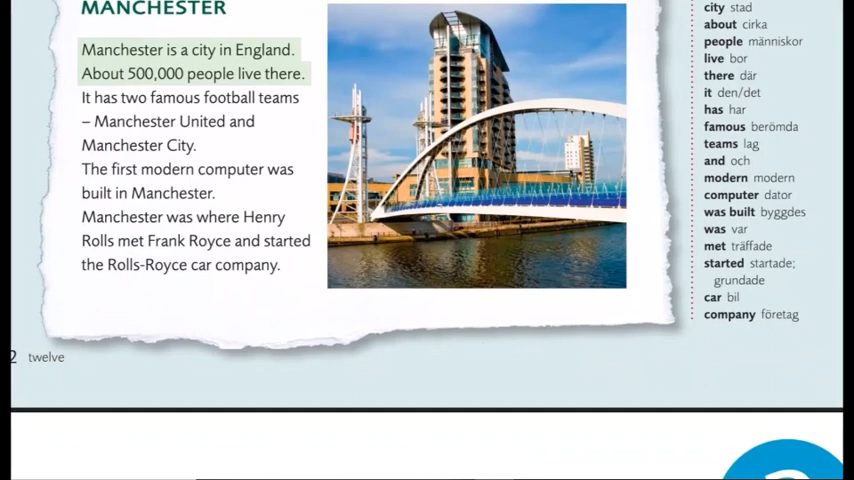 MANCHESTER
Manchester is a city in England.
About 500,000 people live there.
It has two famous football teams
– Manchester United and
Manchester City.
The first modern computer was
built in Manchester.
Manchester was where Henry
Rolls met Frank Royce and started
the Rolls-Royce car company.
2 twelve
city stad
about cirka
people människor
live bor
there där
it den/det
has har
famous berömda
teams lag
and och
modern modern
computer dator
was built byggdes
was var
met träffade
started startade;
grundade
car bil
company företag